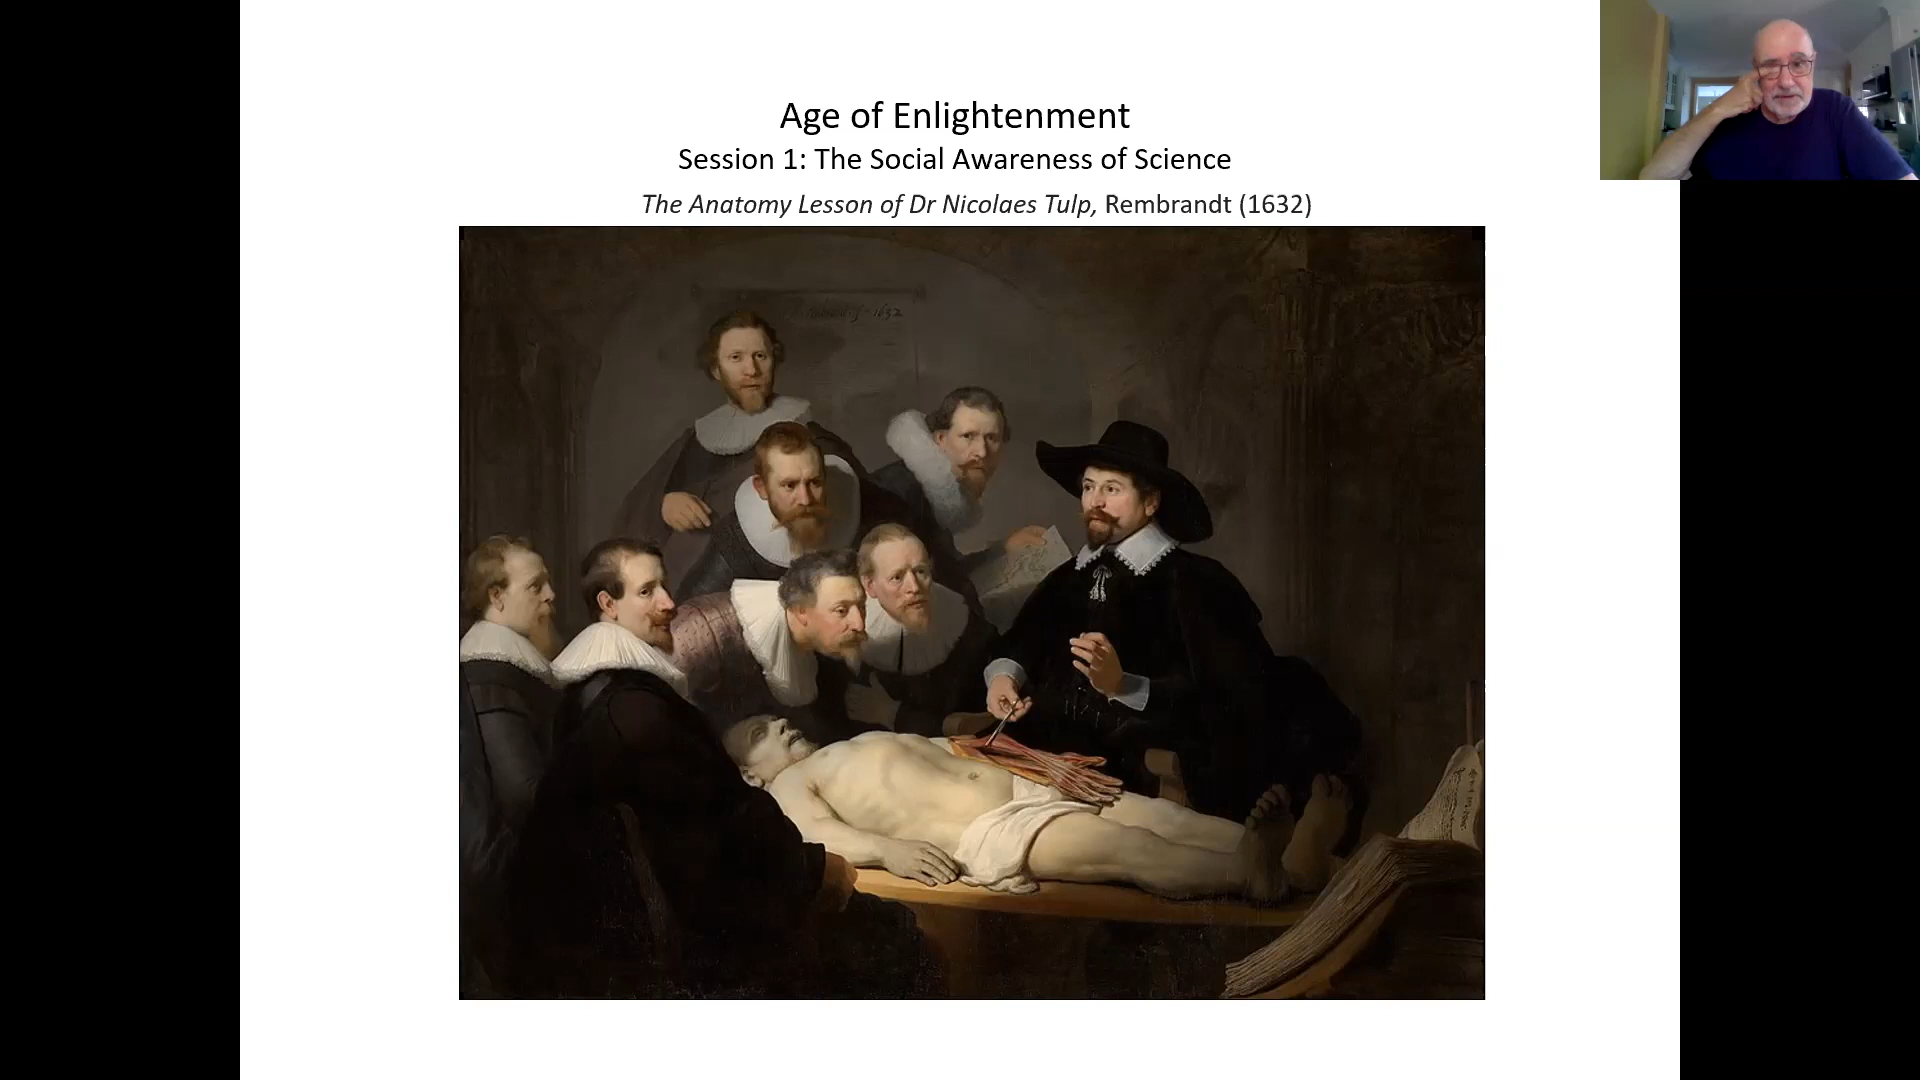 Age of Enlightenment
Session 1: The Social Awareness of Science
The Anatomy Lesson of Dr Nicolaes Tulp, Rembrandt (1632)
1632